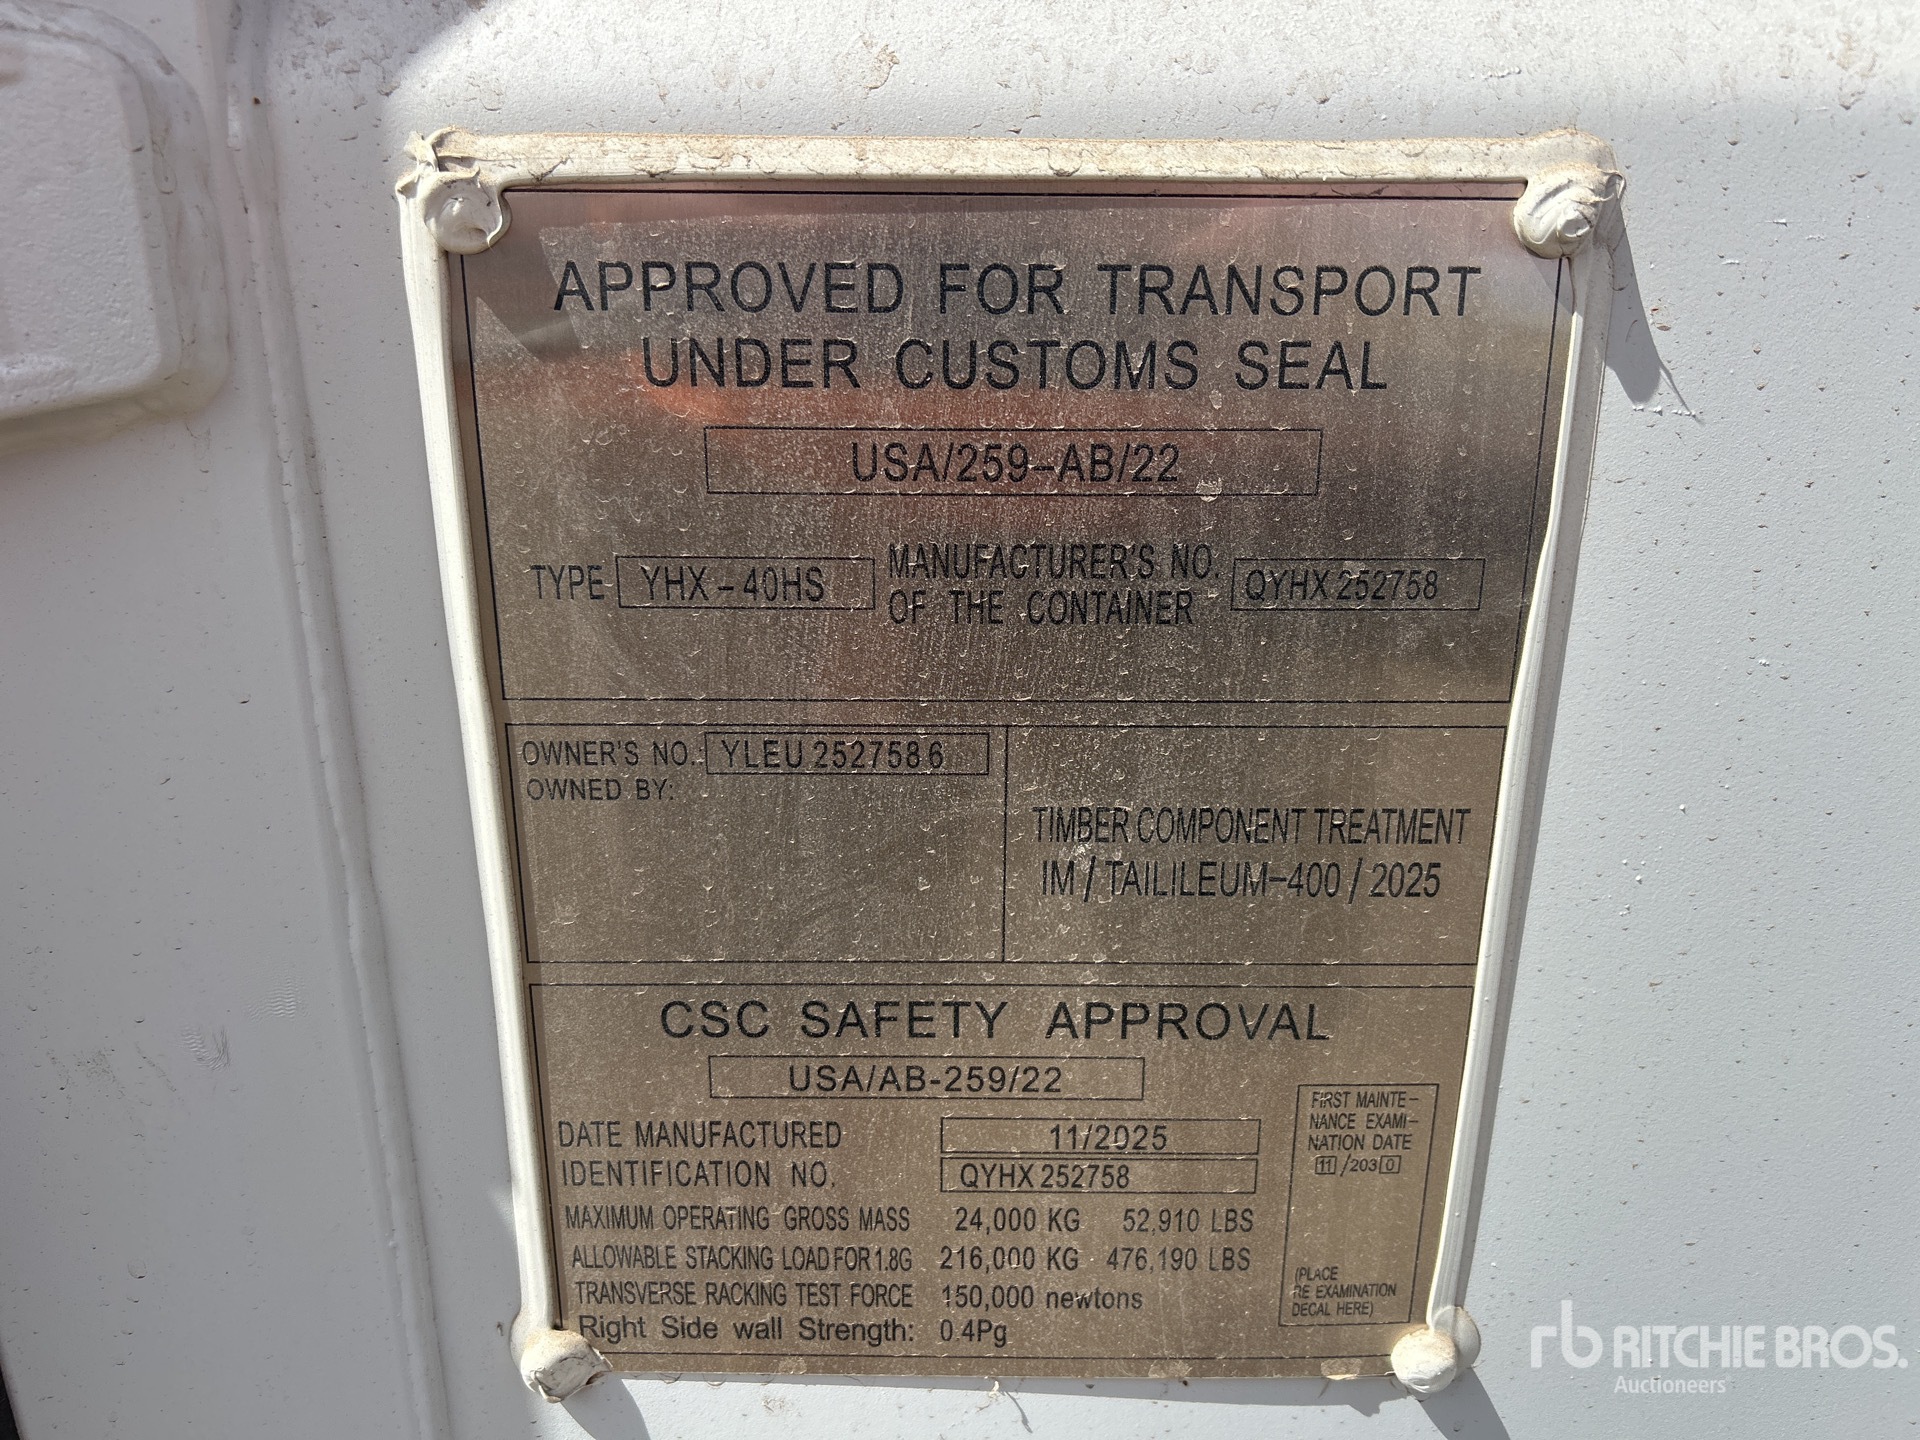 APPROVED FOR TRANSPORT
UNDER CUSTOMS SEAL
USA/259-AB/22
TYPE YHX-40HS MANUFACTURER'S NO. OF THE CONTAINER QYHX 252758
OWNER'S NO.: YLEU 252758 6
OWNED BY:
TIMBER COMPONENT TREATMENT
IM / TAILILEUM-400 / 2025
CSC SAFETY APPROVAL
USA/AB-259/22
DATE MANUFACTURED 11/2025
IDENTIFICATION NO. QYHX 252758
MAXIMUM OPERATING GROSS MASS 24,000 KG 52,910 LBS
ALLOWABLE STACKING LOAD FOR 1.8G 216,000 KG 476,190 LBS
TRANSVERSE RACKING TEST FORCE 150,000 newtons
Right Side wall Strength: 0.4Pg
FIRST MAINTE-
NANCE EXAMI-
NATION DATE
11/2030
(PLACE
RE EXAMINATION
DECAL HERE)
rb RITCHIE BROS.
Auctioneers